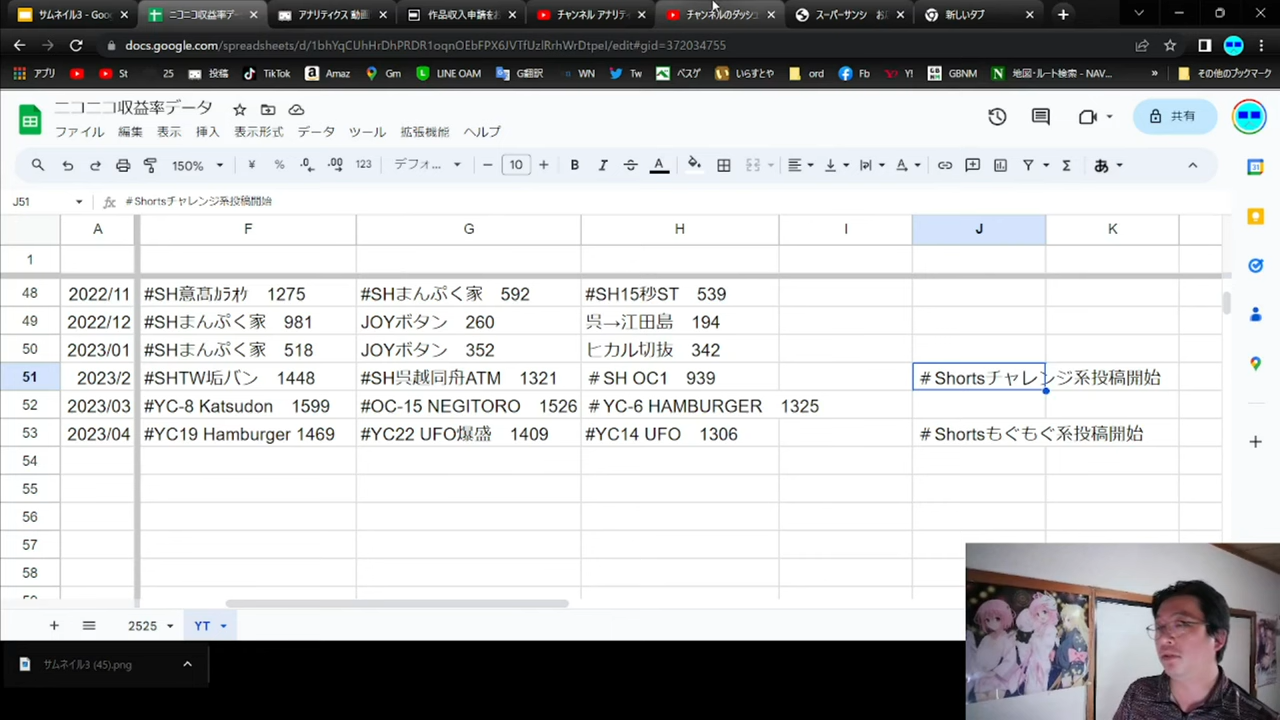 サムネイル3 - Goo
ニコニコ収益率デー
アナリティクス 動画
作品収入申請をお
チャンネル アナリティ
チャンネルのダッシュ
スーパーサンシ お
新しいタブ
docs.google.com/spreadsheets/d/1bhYqCUhHrDhPRDR1oqnOEbFPX6JVTfUzlRrhWrDtpeI/edit#gid=372034755
アプリ
St
25
投稿
TikTok
Amaz
Gm
LINE OAM
G翻訳
WN
Tw
ベスゲ
いらすとや
ord
Fb
Y!
GBNM
地図・ルート検索 - NAV...
»
その他のブックマーク
ニコニコ収益率データ
ファイル 編集 表示 挿入 表示形式 データ ツール 拡張機能 ヘルプ
共有
150% ¥ % .0 .00 123 デフォ... − 10 + B I A Σ あ
J51 fx #Shortsチャレンジ系投稿開始
A F G H I J K
1
48 2022/11 #SH意髙ｶﾗｵｹ 1275 #SHまんぷく家 592 #SH15秒ST 539
49 2022/12 #SHまんぷく家 981 JOYボタン 260 呉→江田島 194
50 2023/01 #SHまんぷく家 518 JOYボタン 352 ヒカル切抜 342
51 2023/2 #SHTW垢バン 1448 #SH呉越同舟ATM 1321 ＃SH OC1 939 ＃Shortsチャレンジ系投稿開始
52 2023/03 #YC-8 Katsudon 1599 #OC-15 NEGITORO 1526 ＃YC-6 HAMBURGER 1325
53 2023/04 #YC19 Hamburger 1469 #YC22 UFO爆盛 1409 #YC14 UFO 1306 ＃Shortsもぐもぐ系投稿開始
54
55
56
57
58
2525 YT
サムネイル3 (45).png